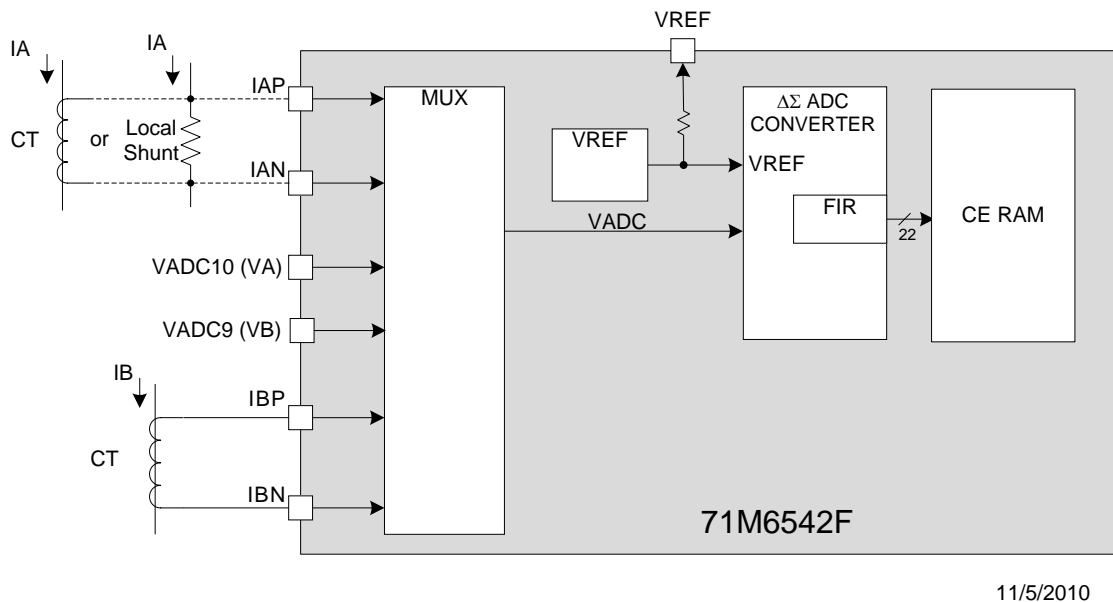 VREF
IA
IA
IAP
MUX
ΔΣ ADC
CONVERTER
CT
or
Local
Shunt
VREF
VREF
IAN
FIR
CE RAM
VADC
22
VADC10 (VA)
VADC9 (VB)
IB
IBP
CT
IBN
71M6542F
11/5/2010